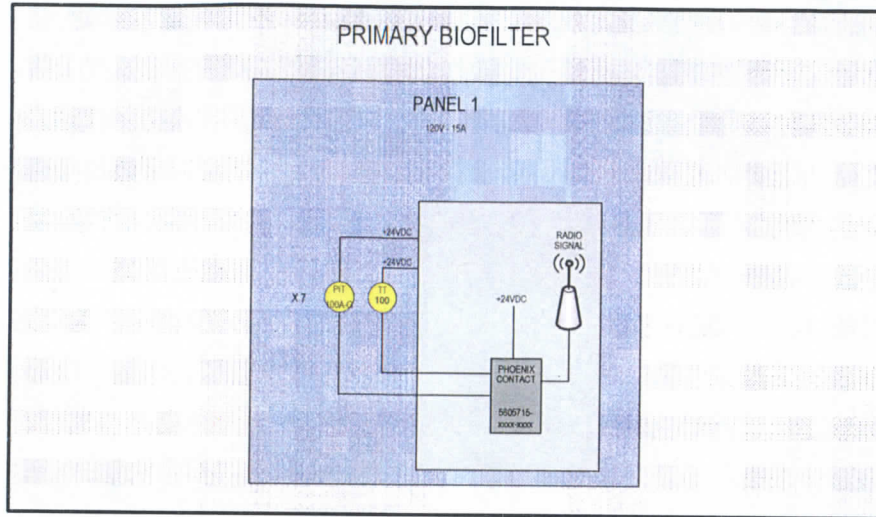 PRIMARY BIOFILTER
PANEL 1
120V - 15A
+24VDC
RADIO
SIGNAL
+24VDC
X 7
PIT
100A-G
TT
100
+24VDC
PHOENIX
CONTACT
5605715-
xxxx-xxxx